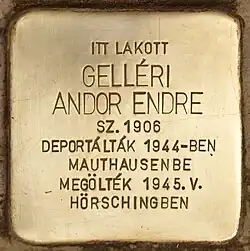 ITT LAKOTT
GELLÉRI
ANDOR ENDRE
SZ. 1906
DEPORTÁLTÁK 1944-BEN
MAUTHAUSENBE
MEGÖLTÉK 1945. V.
HÖRSCHINGBEN